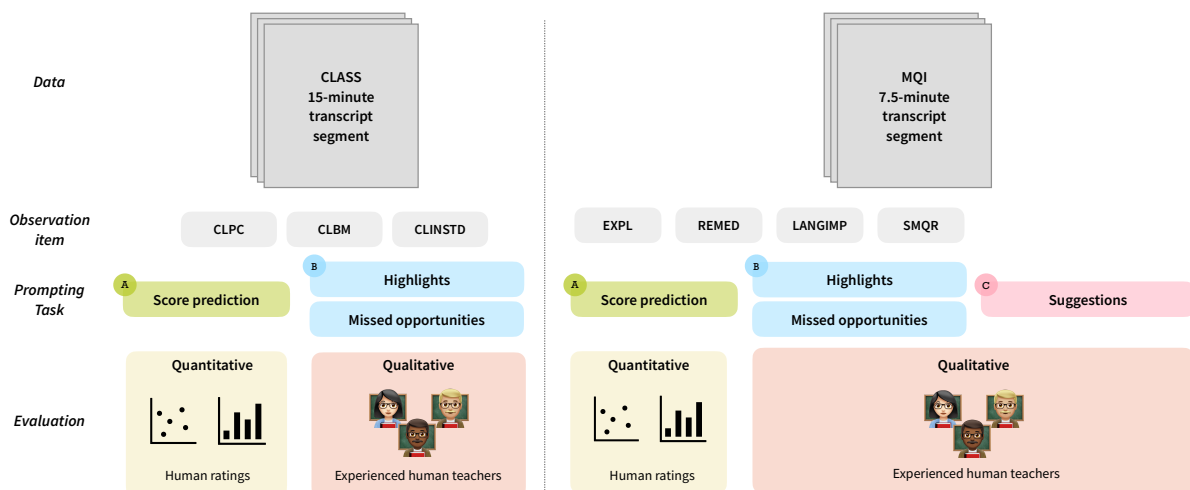 Data
CLASS
15-minute
transcript
segment
MQI
7.5-minute
transcript
segment
Observation
item
CLPC
CLBM
CLINSTD
EXPL
REMED
LANGIMP
SMQR
Prompting
Task
A
Score prediction
B
Highlights
Missed opportunities
A
Score prediction
B
Highlights
Missed opportunities
C
Suggestions
Evaluation
Quantitative
Human ratings
Qualitative
Experienced human teachers
Quantitative
Human ratings
Qualitative
Experienced human teachers